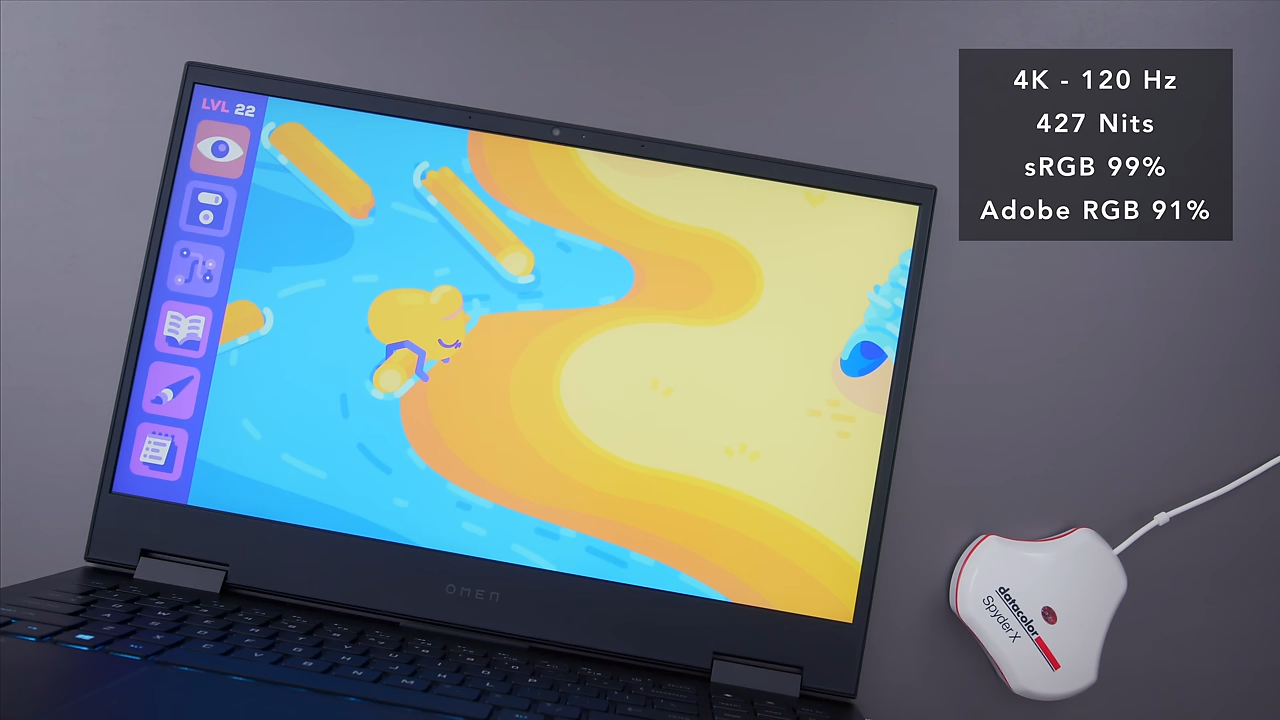 LVL 22
4K - 120 Hz
427 Nits
sRGB 99%
Adobe RGB 91%
OMEN
datacolor
SpyderX